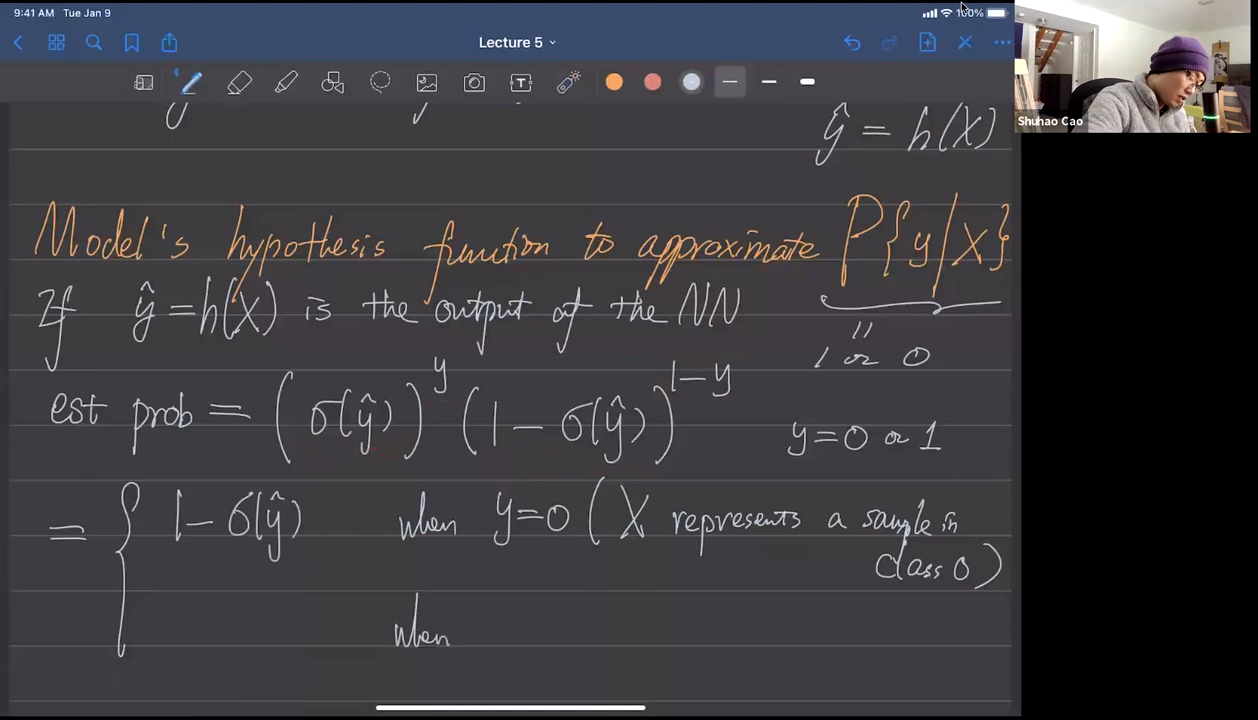 9:41 AM Tue Jan 9
100%
Lecture 5
Shuhao Cao
ŷ = h(X)
Model's hypothesis function to approximate P{y|X}
If ŷ = h(X) is the output of the NN
"
1 or 0
est prob = (σ(ŷ))^y (1 - σ(ŷ))^{1-y} y = 0 or 1
= { 1 - σ(ŷ) when y = 0 (X represents a sample in
class 0)
when